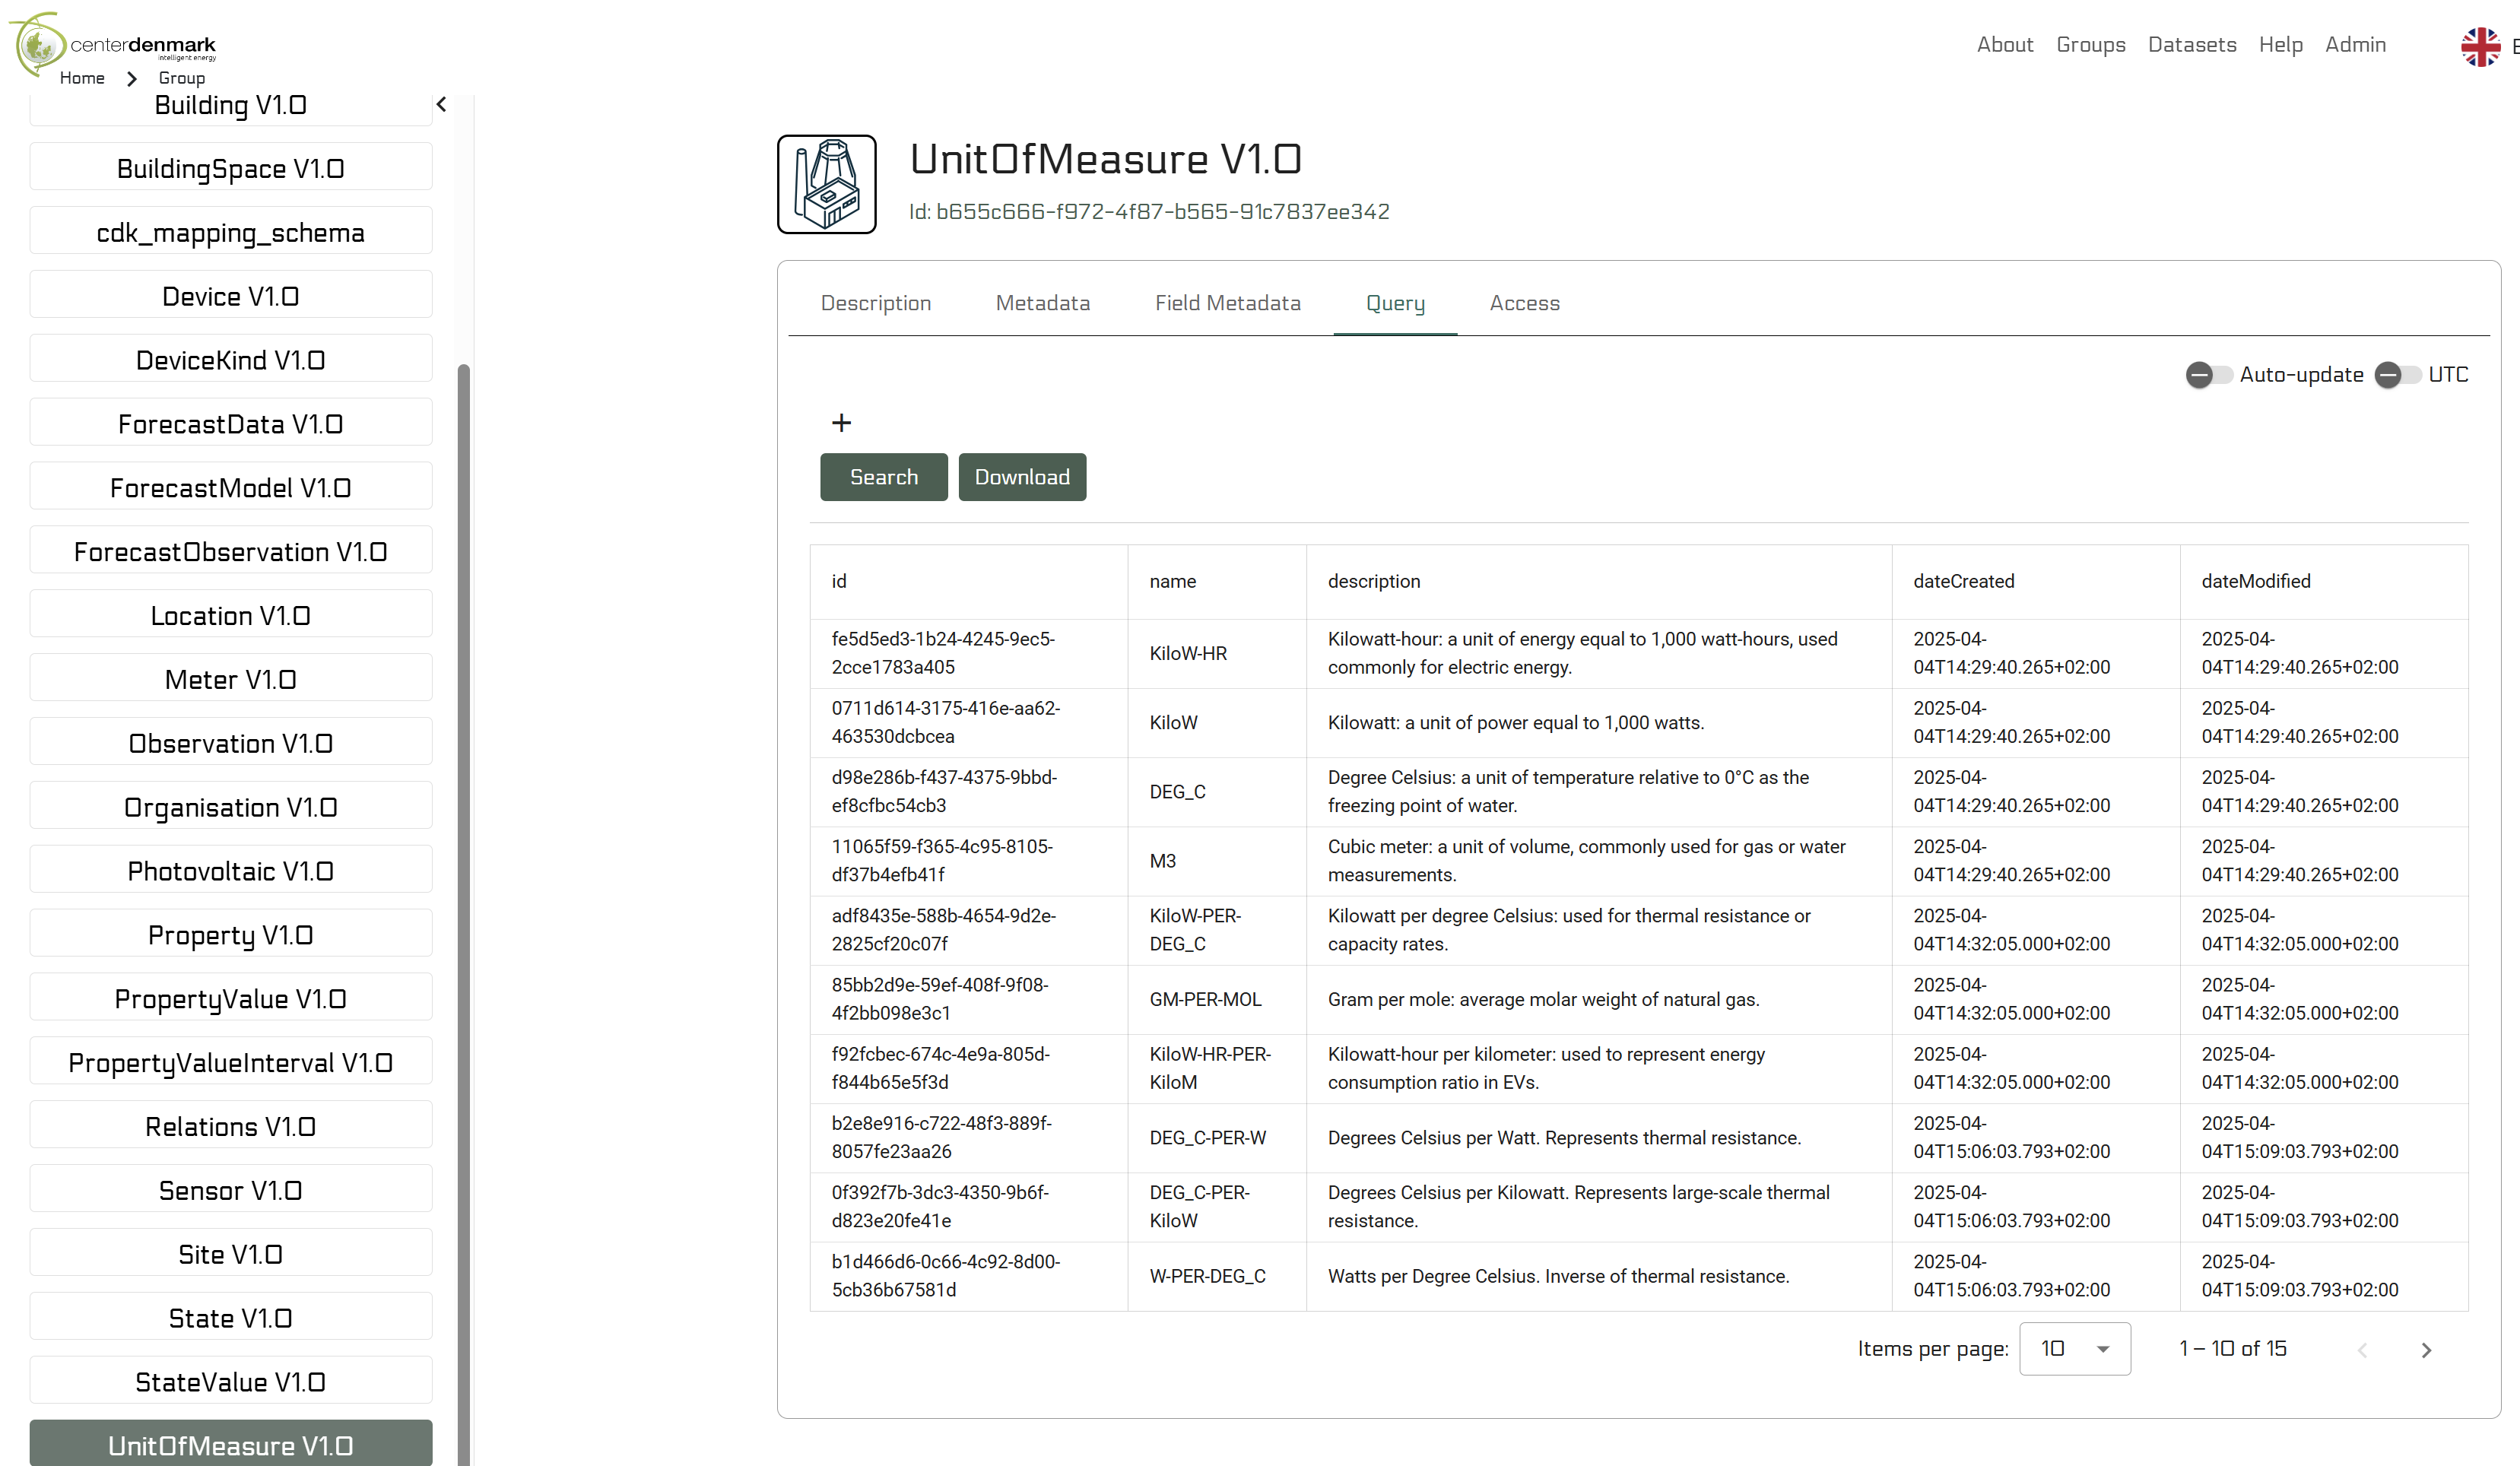 centerdenmark
intelligent energy
Home
Group
About
Groups
Datasets
Help
Admin
Building V1.0
BuildingSpace V1.0
cdk_mapping_schema
Device V1.0
DeviceKind V1.0
ForecastData V1.0
ForecastModel V1.0
ForecastObservation V1.0
Location V1.0
Meter V1.0
Observation V1.0
Organisation V1.0
Photovoltaic V1.0
Property V1.0
PropertyValue V1.0
PropertyValueInterval V1.0
Relations V1.0
Sensor V1.0
Site V1.0
State V1.0
StateValue V1.0
UnitOfMeasure V1.0
UnitOfMeasure V1.0
Id: b655c666-f972-4f87-b565-91c7837ee342
Description
Metadata
Field Metadata
Query
Access
Auto-update
UTC
+
Search
Download
id
name
description
dateCreated
dateModified
fe5d5ed3-1b24-4245-9ec5-
2cce1783a405
KiloW-HR
Kilowatt-hour: a unit of energy equal to 1,000 watt-hours, used
commonly for electric energy.
2025-04-
04T14:29:40.265+02:00
2025-04-
04T14:29:40.265+02:00
0711d614-3175-416e-aa62-
463530dcbcea
KiloW
Kilowatt: a unit of power equal to 1,000 watts.
2025-04-
04T14:29:40.265+02:00
2025-04-
04T14:29:40.265+02:00
d98e286b-f437-4375-9bbd-
ef8cfbc54cb3
DEG_C
Degree Celsius: a unit of temperature relative to 0°C as the
freezing point of water.
2025-04-
04T14:29:40.265+02:00
2025-04-
04T14:29:40.265+02:00
11065f59-f365-4c95-8105-
df37b4efb41f
M3
Cubic meter: a unit of volume, commonly used for gas or water
measurements.
2025-04-
04T14:29:40.265+02:00
2025-04-
04T14:29:40.265+02:00
adf8435e-588b-4654-9d2e-
2825cf20c07f
KiloW-PER-
DEG_C
Kilowatt per degree Celsius: used for thermal resistance or
capacity rates.
2025-04-
04T14:32:05.000+02:00
2025-04-
04T14:32:05.000+02:00
85bb2d9e-59ef-408f-9f08-
4f2bb098e3c1
GM-PER-MOL
Gram per mole: average molar weight of natural gas.
2025-04-
04T14:32:05.000+02:00
2025-04-
04T14:32:05.000+02:00
f92fcbec-674c-4e9a-805d-
f844b65e5f3d
KiloW-HR-PER-
KiloM
Kilowatt-hour per kilometer: used to represent energy
consumption ratio in EVs.
2025-04-
04T14:32:05.000+02:00
2025-04-
04T14:32:05.000+02:00
b2e8e916-c722-48f3-889f-
8057fe23aa26
DEG_C-PER-W
Degrees Celsius per Watt. Represents thermal resistance.
2025-04-
04T15:06:03.793+02:00
2025-04-
04T15:09:03.793+02:00
0f392f7b-3dc3-4350-9b6f-
d823e20fe41e
DEG_C-PER-
KiloW
Degrees Celsius per Kilowatt. Represents large-scale thermal
resistance.
2025-04-
04T15:06:03.793+02:00
2025-04-
04T15:09:03.793+02:00
b1d466d6-0c66-4c92-8d00-
5cb36b67581d
W-PER-DEG_C
Watts per Degree Celsius. Inverse of thermal resistance.
2025-04-
04T15:06:03.793+02:00
2025-04-
04T15:09:03.793+02:00
Items per page:
10
1 – 10 of 15